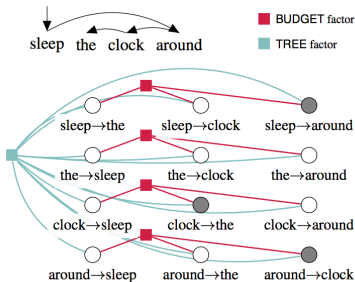 BUDGET factor
TREE factor
sleep the clock around
sleep→the sleep→clock sleep→around
the→sleep the→clock the→around
clock→sleep clock→the clock→around
around→sleep around→the around→clock